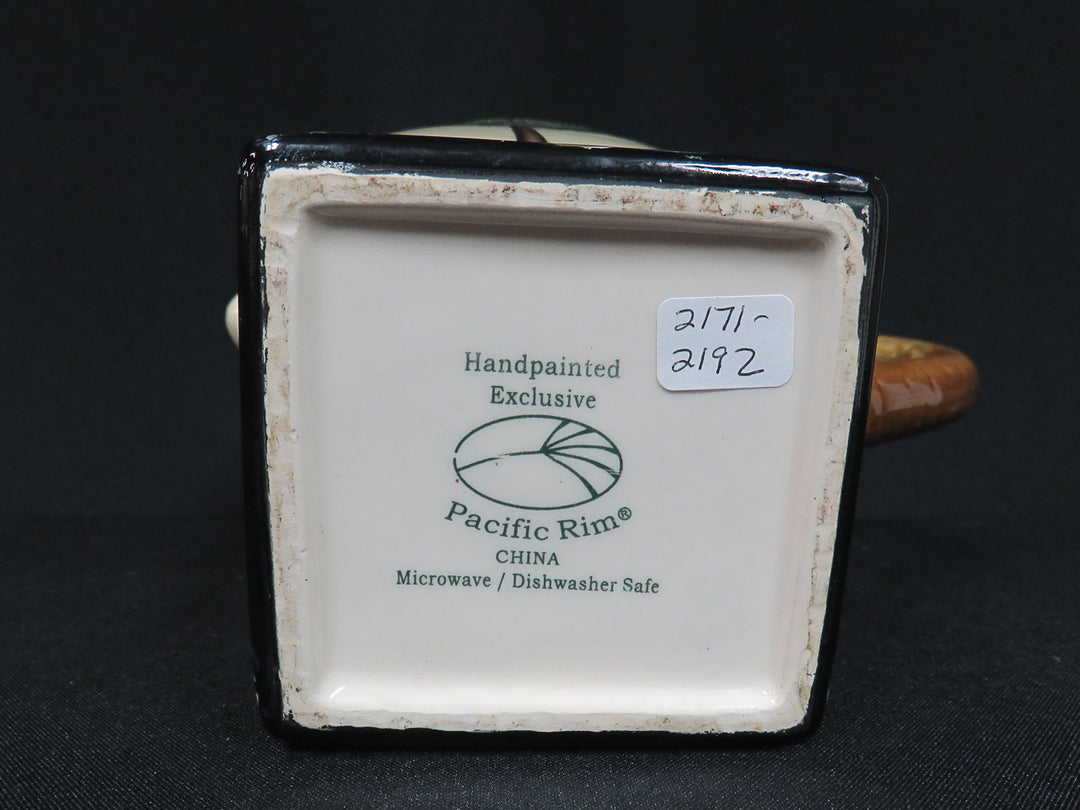 2171-
2192
Handpainted
Exclusive
Pacific Rim®
CHINA
Microwave / Dishwasher Safe